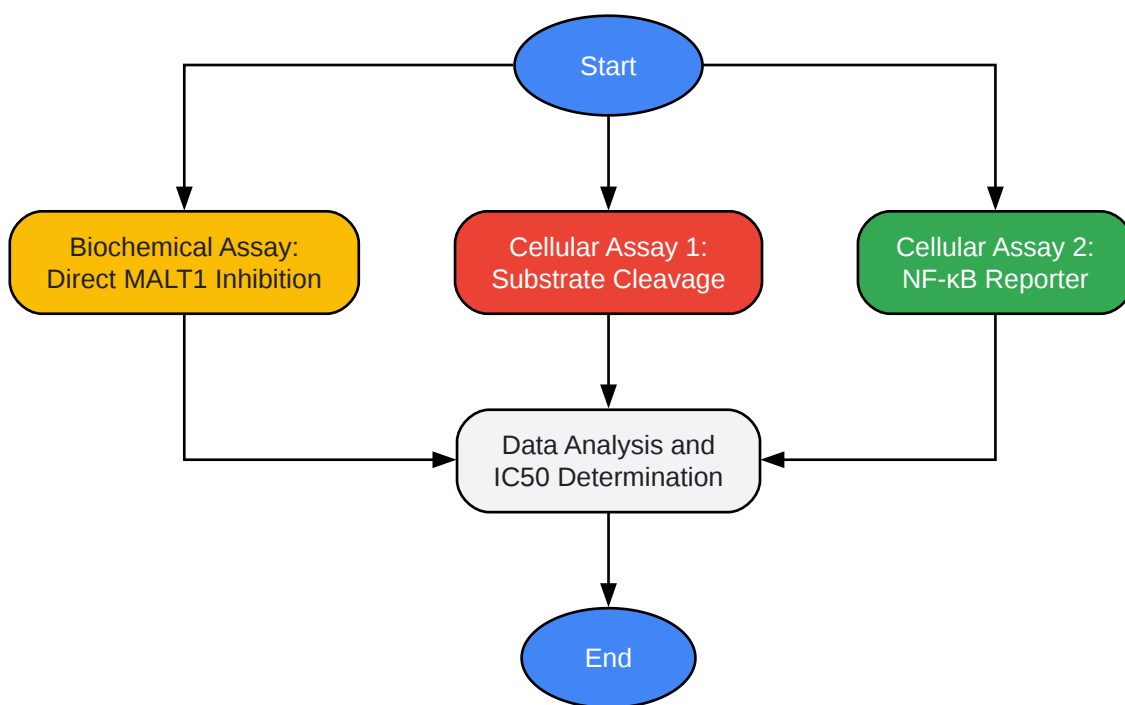 Start
Biochemical Assay:
Direct MALT1 Inhibition
Cellular Assay 1:
Substrate Cleavage
Cellular Assay 2:
NF-κB Reporter
Data Analysis and
IC50 Determination
End